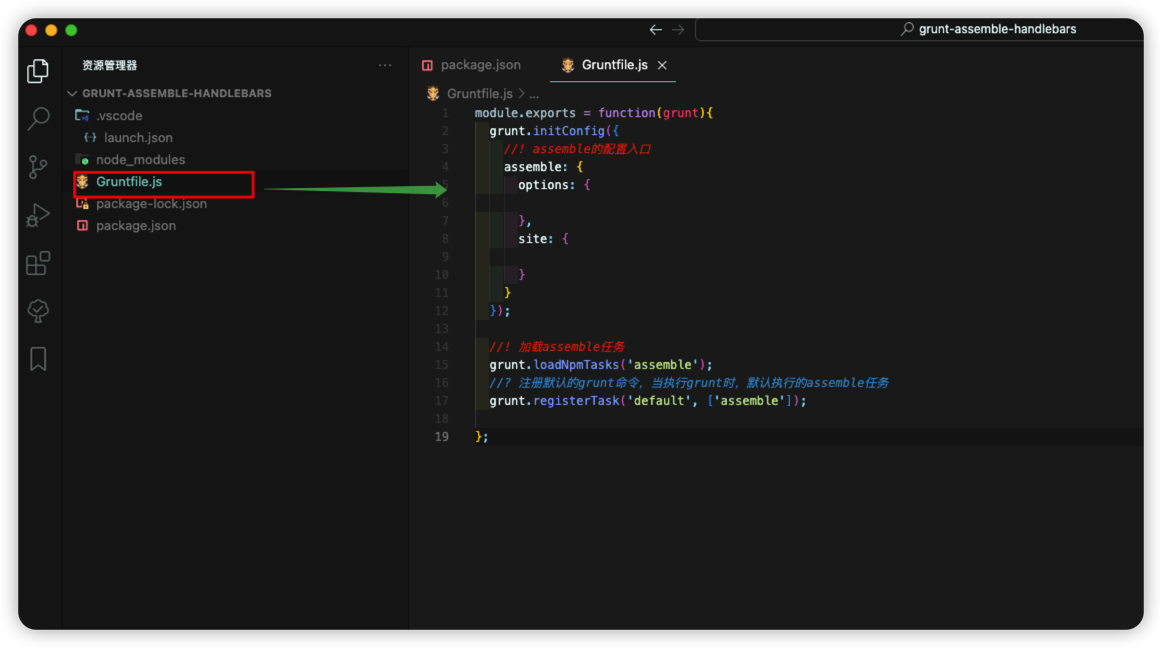 grunt-assemble-handlebars
资源管理器
GRUNT-ASSEMBLE-HANDLEBARS
.vscode
launch.json
node_modules
Gruntfile.js
package-lock.json
package.json
package.json
Gruntfile.js
Gruntfile.js > ...
1 module.exports = function(grunt){
2 grunt.initConfig({
3 //! assemble的配置入口
4 assemble: {
5 options: {
6
7 },
8 site: {
9
10 }
11 }
12 });
13
14 //! 加载assemble任务
15 grunt.loadNpmTasks('assemble');
16 //? 注册默认的grunt命令，当执行grunt时，默认执行的assemble任务
17 grunt.registerTask('default', ['assemble']);
18
19 };